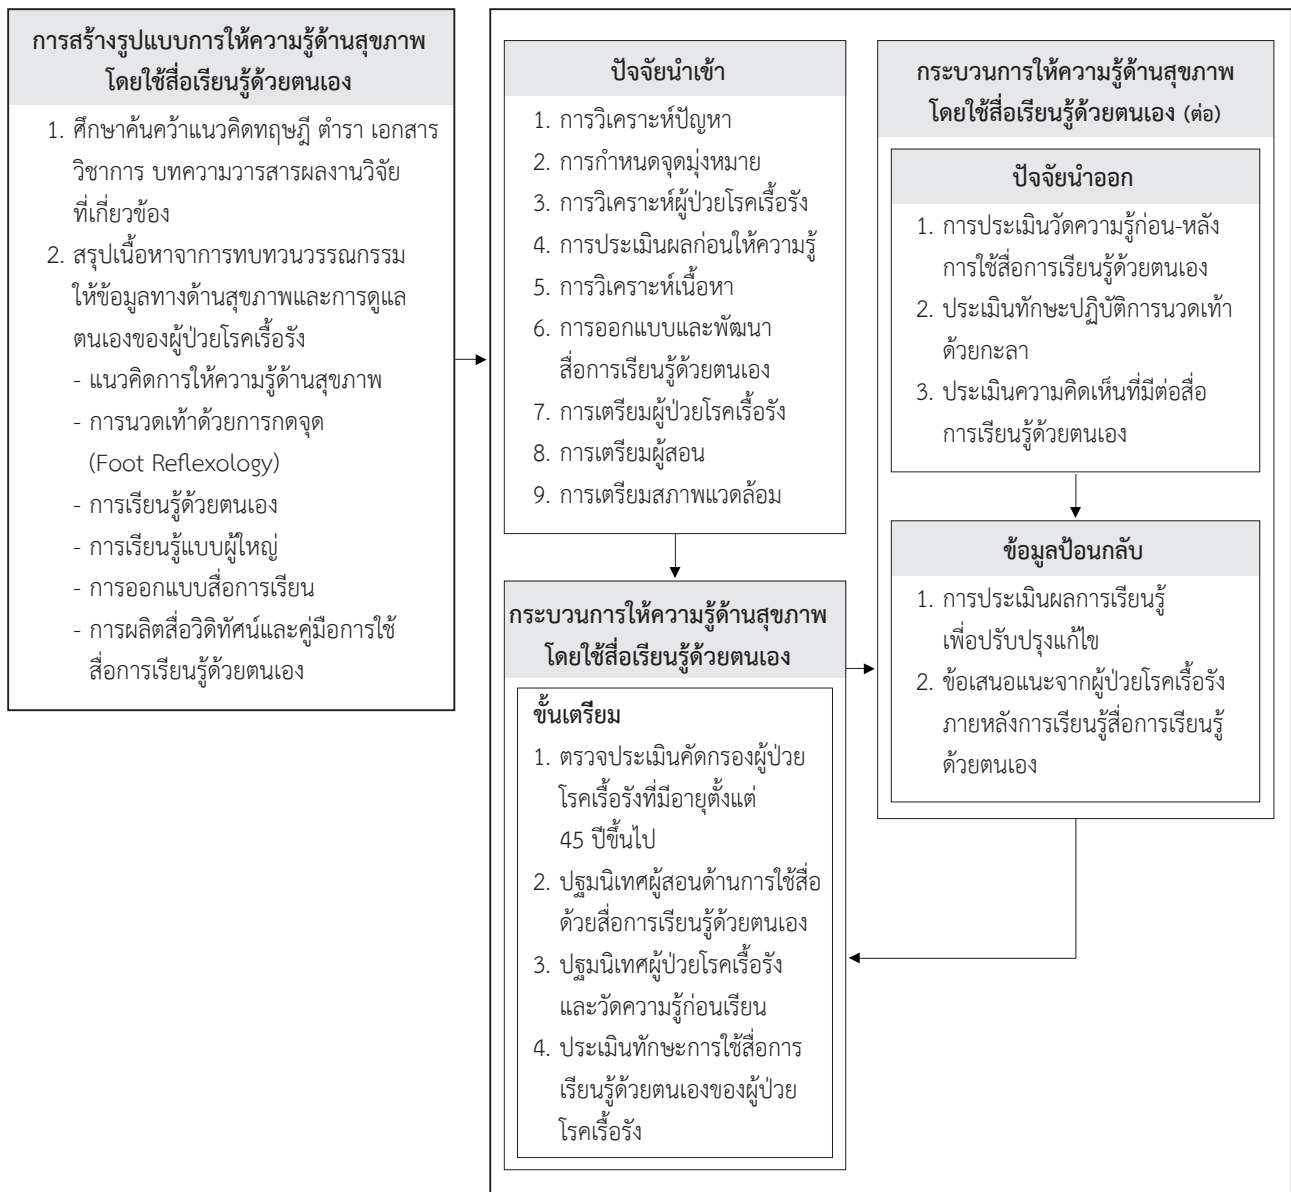 การสร้างรูปแบบการให้ความรู้ด้านสุขภาพ
โดยใช้สื่อเรียนรู้ด้วยตนเอง
1. ศึกษาค้นคว้าแนวคิดทฤษฎี ตำรา เอกสาร
วิชาการ บทความวารสารผลงานวิจัย
ที่เกี่ยวข้อง
2. สรุปเนื้อหาจากการทบทวนวรรณกรรม
ให้ข้อมูลทางด้านสุขภาพและการดูแล
ตนเองของผู้ป่วยโรคเรื้อรัง
- แนวคิดการให้ความรู้ด้านสุขภาพ
- การนวดเท้าด้วยการกดจุด
(Foot Reflexology)
- การเรียนรู้ด้วยตนเอง
- การเรียนรู้แบบผู้ใหญ่
- การออกแบบสื่อการเรียน
- การผลิตสื่อวิดิทัศน์และคู่มือการใช้
สื่อการเรียนรู้ด้วยตนเอง
ปัจจัยนำเข้า
1. การวิเคราะห์ปัญหา
2. การกำหนดจุดมุ่งหมาย
3. การวิเคราะห์ผู้ป่วยโรคเรื้อรัง
4. การประเมินผลก่อนให้ความรู้
5. การวิเคราะห์เนื้อหา
6. การออกแบบและพัฒนา
สื่อการเรียนรู้ด้วยตนเอง
7. การเตรียมผู้ป่วยโรคเรื้อรัง
8. การเตรียมผู้สอน
9. การเตรียมสภาพแวดล้อม
กระบวนการให้ความรู้ด้านสุขภาพ
โดยใช้สื่อเรียนรู้ด้วยตนเอง
ขั้นเตรียม
1. ตรวจประเมินคัดกรองผู้ป่วย
โรคเรื้อรังที่มีอายุตั้งแต่
45 ปีขึ้นไป
2. ปฐมนิเทศผู้สอนด้านการใช้สื่อ
ด้วยสื่อการเรียนรู้ด้วยตนเอง
3. ปฐมนิเทศผู้ป่วยโรคเรื้อรัง
และวัดความรู้ก่อนเรียน
4. ประเมินทักษะการใช้สื่อการ
เรียนรู้ด้วยตนเองของผู้ป่วย
โรคเรื้อรัง
กระบวนการให้ความรู้ด้านสุขภาพ
โดยใช้สื่อเรียนรู้ด้วยตนเอง (ต่อ)
ปัจจัยนำออก
1. การประเมินวัดความรู้ก่อน-หลัง
การใช้สื่อการเรียนรู้ด้วยตนเอง
2. ประเมินทักษะปฏิบัติการนวดเท้า
ด้วยกะลา
3. ประเมินความคิดเห็นที่มีต่อสื่อ
การเรียนรู้ด้วยตนเอง
ข้อมูลป้อนกลับ
1. การประเมินผลการเรียนรู้
เพื่อปรับปรุงแก้ไข
2. ข้อเสนอแนะจากผู้ป่วยโรคเรื้อรัง
ภายหลังการเรียนรู้สื่อการเรียนรู้
ด้วยตนเอง